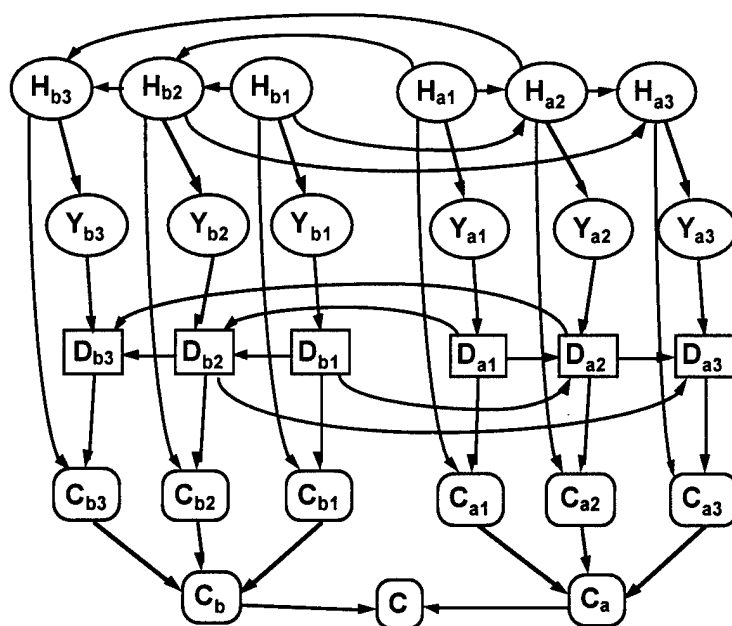 H_b3 H_b2 H_b1 H_a1 H_a2 H_a3
Y_b3 Y_b2 Y_b1 Y_a1 Y_a2 Y_a3
D_b3 D_b2 D_b1 D_a1 D_a2 D_a3
C_b3 C_b2 C_b1 C_a1 C_a2 C_a3
C_b C C_a